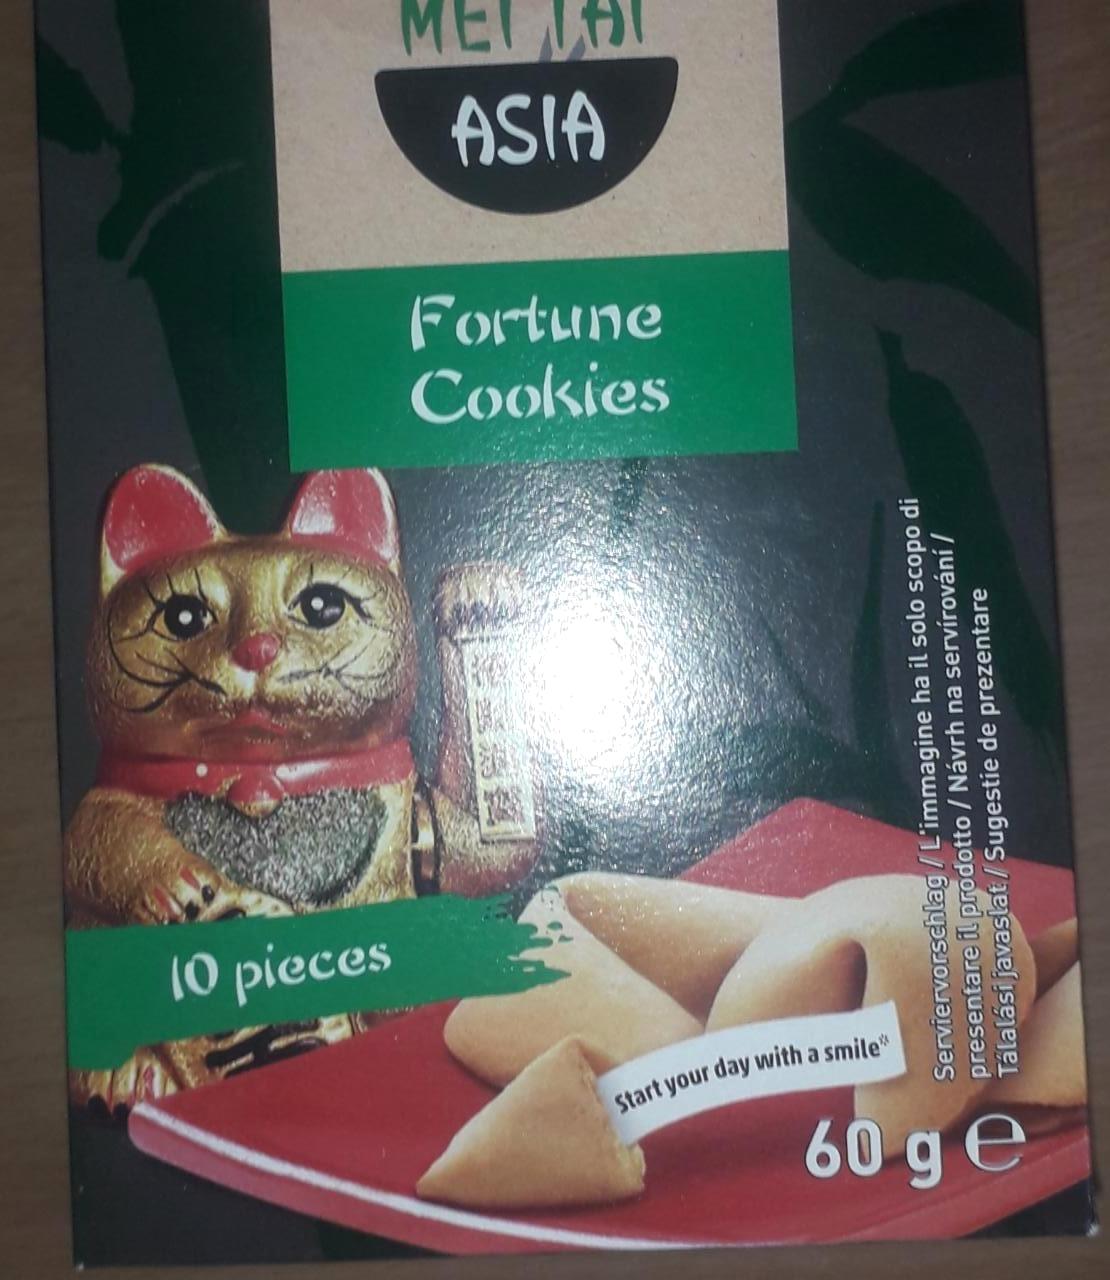 MEI TAI
ASIA
Fortune
Cookies
10 pieces
Start your day with a smile*
Serviervorschlag / L'immagine ha il solo scopo di
presentare il prodotto / Návrh na servírování /
Tálalási javaslat / Sugestie de prezentare
60 g ℮